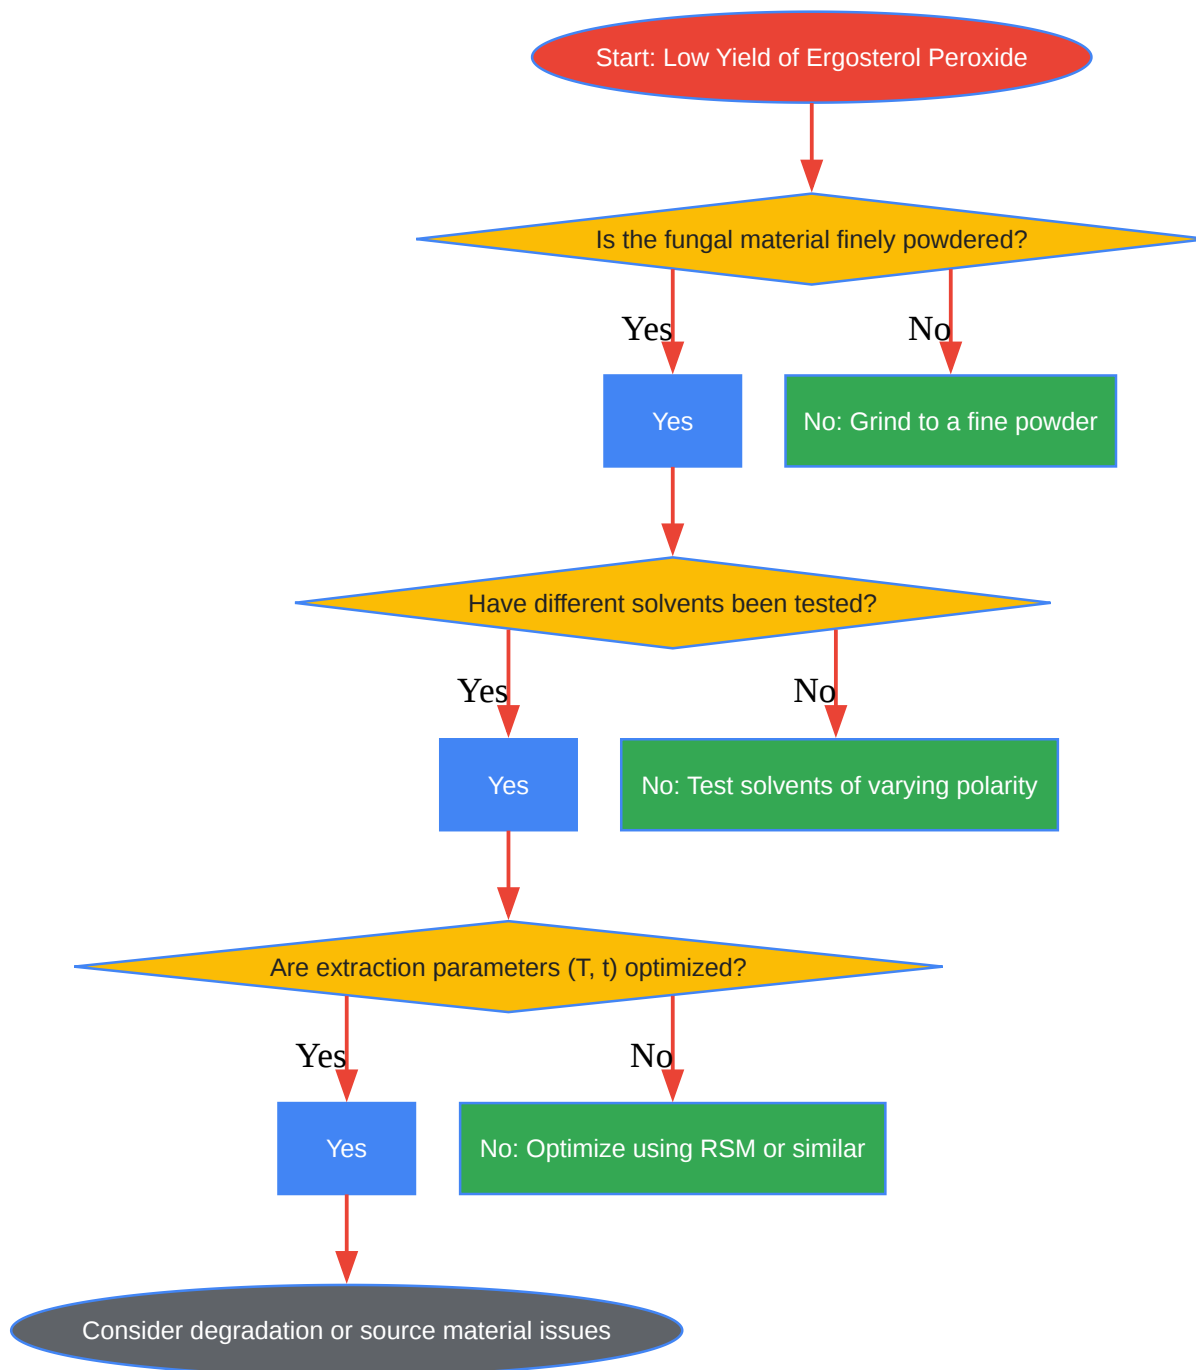 Start: Low Yield of Ergosterol Peroxide
Is the fungal material finely powdered?
Yes
No
Yes
No: Grind to a fine powder
Have different solvents been tested?
Yes
No
Yes
No: Test solvents of varying polarity
Are extraction parameters (T, t) optimized?
Yes
No
Yes
No: Optimize using RSM or similar
Consider degradation or source material issues